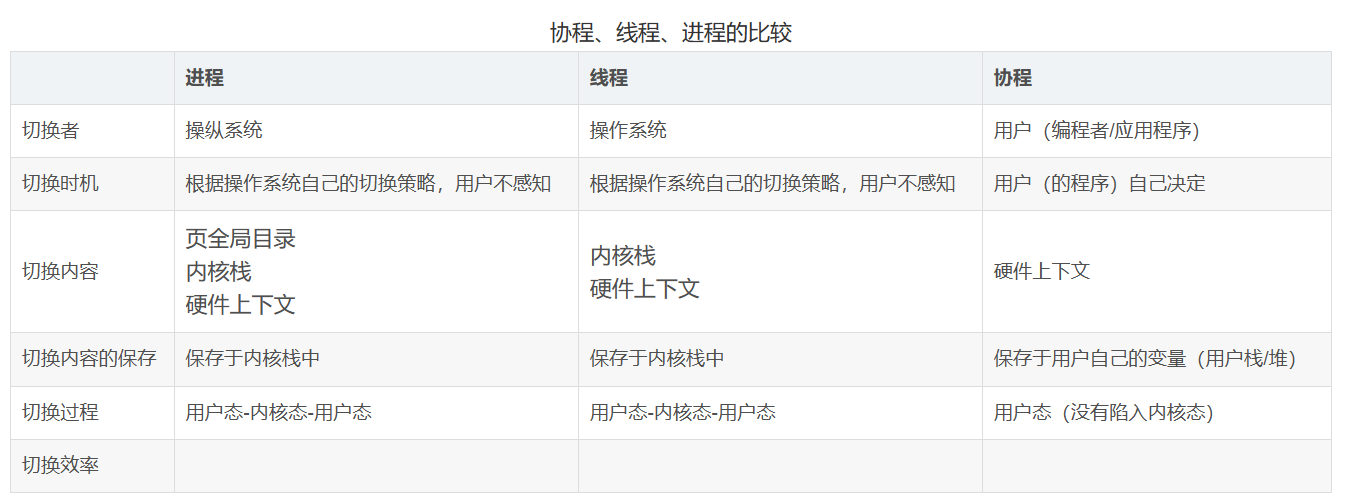 协程、线程、进程的比较
进程 线程 协程
切换者 操纵系统 操作系统 用户（编程者/应用程序）
切换时机 根据操作系统自己的切换策略，用户不感知 根据操作系统自己的切换策略，用户不感知 用户（的程序）自己决定
切换内容 页全局目录
内核栈
硬件上下文 内核栈
硬件上下文 硬件上下文
切换内容的保存 保存于内核栈中 保存于内核栈中 保存于用户自己的变量（用户栈/堆）
切换过程 用户态-内核态-用户态 用户态-内核态-用户态 用户态（没有陷入内核态）
切换效率